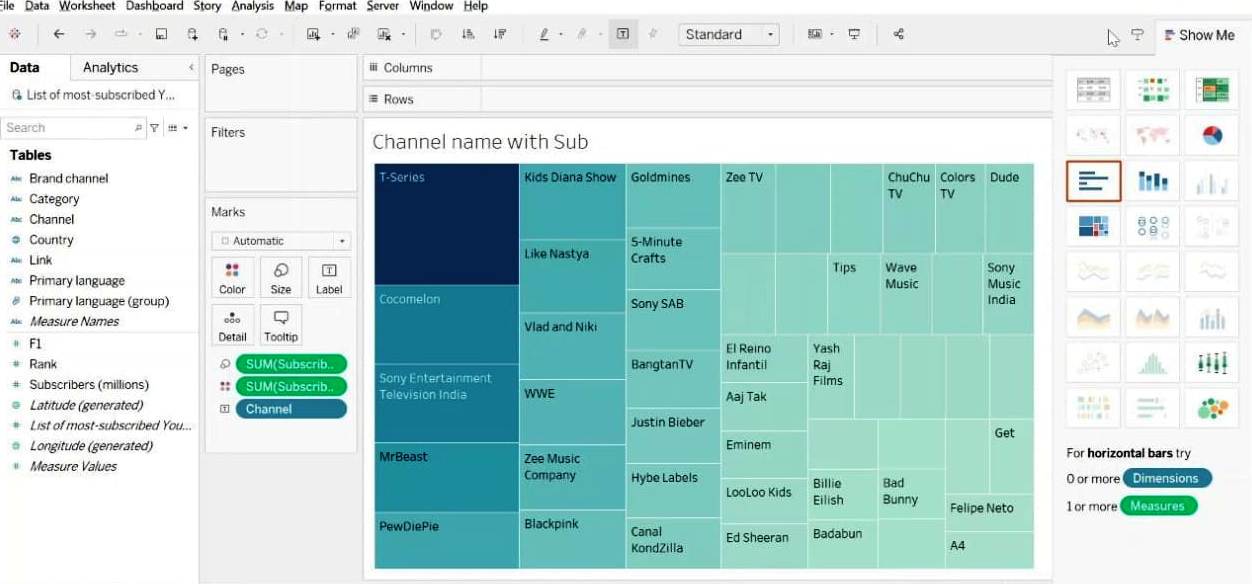 File Data Worksheet Dashboard Story Analysis Map Format Server Window Help
Standard
Show Me
Data Analytics
List of most-subscribed Y...
Search
Tables
Abc Brand channel
Abc Category
Abc Channel
Country
Abc Link
Abc Primary language
Primary language (group)
Abc Measure Names
# F1
# Rank
# Subscribers (millions)
Latitude (generated)
# List of most-subscribed You...
Longitude (generated)
# Measure Values
Pages
Filters
Marks
Automatic
Color Size Label
Detail Tooltip
SUM(Subscrib..
SUM(Subscrib..
Channel
Columns
Rows
Channel name with Sub
T-Series
Cocomelon
Sony Entertainment
Television India
MrBeast
PewDiePie
Kids Diana Show
Like Nastya
Vlad and Niki
WWE
Zee Music
Company
Blackpink
Goldmines
5-Minute
Crafts
Sony SAB
BangtanTV
Justin Bieber
Hybe Labels
Canal
KondZilla
Zee TV
ChuChu
TV
Colors
TV
Dude
Tips
Wave
Music
Sony
Music
India
El Reino
Infantil
Aaj Tak
Eminem
LooLoo Kids
Ed Sheeran
Yash
Raj
Films
Billie
Eilish
Badabun
Bad
Bunny
Get
Felipe Neto
A4
For horizontal bars try
0 or more Dimensions
1 or more Measures